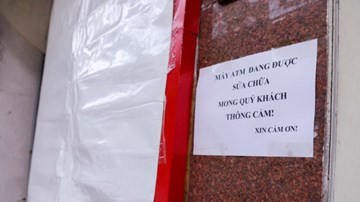 MÁY ATM ĐANG ĐƯỢC
SỬA CHỮA
MONG QUÝ KHÁCH
THÔNG CẢM!
XIN CẢM ƠN!